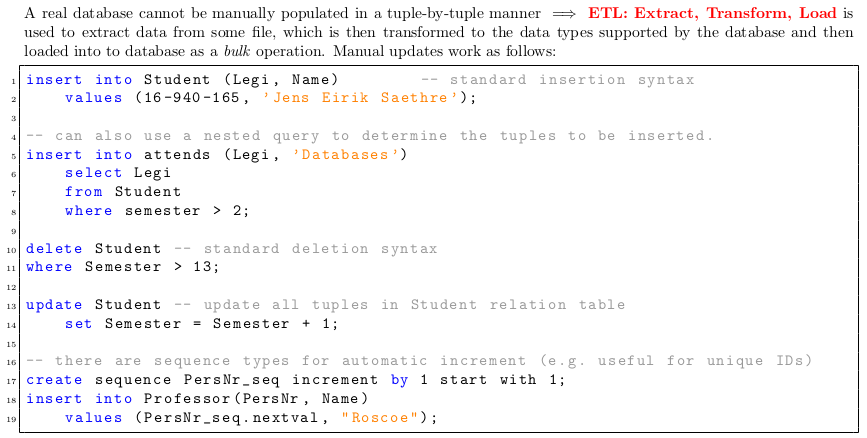 A real database cannot be manually populated in a tuple-by-tuple manner ⟹ ETL: Extract, Transform, Load is
used to extract data from some file, which is then transformed to the data types supported by the database and then
loaded into to database as a bulk operation. Manual updates work as follows:
1 insert into Student (Legi, Name) -- standard insertion syntax
2 values (16-940-165, 'Jens Eirik Saethre');
3
4 -- can also use a nested query to determine the tuples to be inserted.
5 insert into attends (Legi, 'Databases')
6 select Legi
7 from Student
8 where semester > 2;
9
10 delete Student -- standard deletion syntax
11 where Semester > 13;
12
13 update Student -- update all tuples in Student relation table
14 set Semester = Semester + 1;
15
16 -- there are sequence types for automatic increment (e.g. useful for unique IDs)
17 create sequence PersNr_seq increment by 1 start with 1;
18 insert into Professor(PersNr, Name)
19 values (PersNr_seq.nextval, "Roscoe");